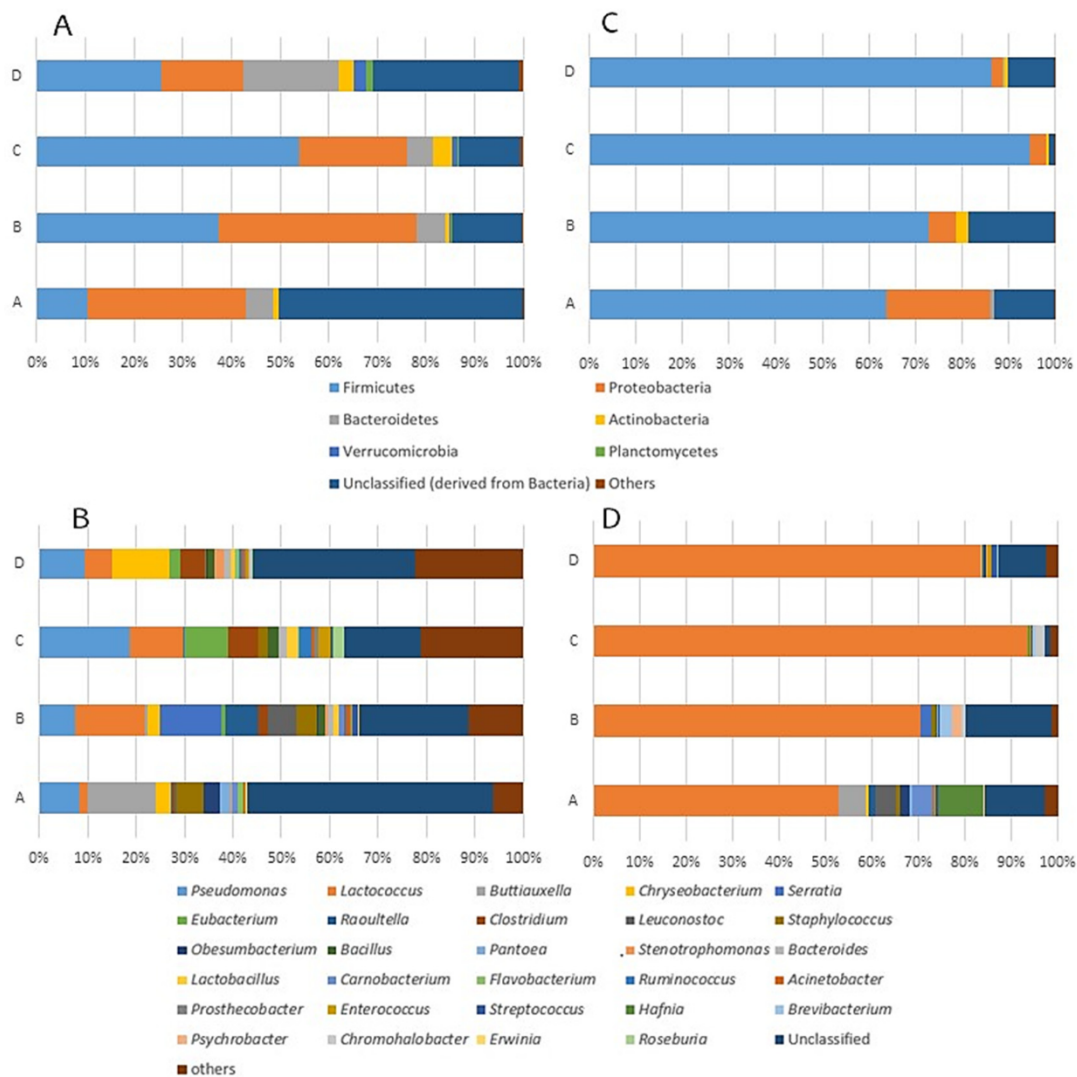 A
D
C
B
A
0% 10% 20% 30% 40% 50% 60% 70% 80% 90% 100%
C
D
C
B
A
0% 10% 20% 30% 40% 50% 60% 70% 80% 90% 100%
Firmicutes Proteobacteria
Bacteroidetes Actinobacteria
Verrucomicrobia Planctomycetes
Unclassified (derived from Bacteria) Others
B
D
C
B
A
0% 10% 20% 30% 40% 50% 60% 70% 80% 90% 100%
D
D
C
B
A
0% 10% 20% 30% 40% 50% 60% 70% 80% 90% 100%
Pseudomonas Lactococcus Buttiauxella Chryseobacterium Serratia
Eubacterium Raoultella Clostridium Leuconostoc Staphylococcus
Obesumbacterium Bacillus Pantoea Stenotrophomonas Bacteroides
Lactobacillus Carnobacterium Flavobacterium Ruminococcus Acinetobacter
Prosthecobacter Enterococcus Streptococcus Hafnia Brevibacterium
Psychrobacter Chromohalobacter Erwinia Roseburia Unclassified
others